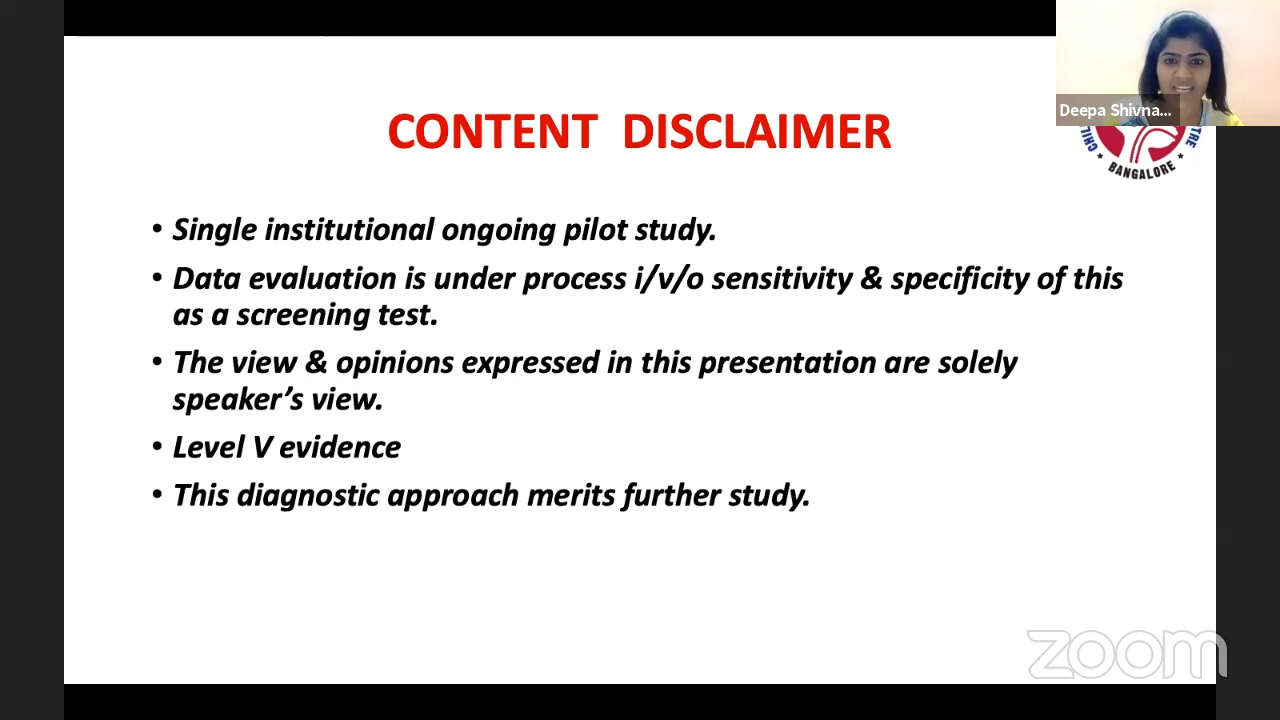 Deepa Shivna...
CONTENT DISCLAIMER
TRE
BANGALORE
• Single institutional ongoing pilot study.
• Data evaluation is under process i/v/o sensitivity & specificity of this
as a screening test.
• The view & opinions expressed in this presentation are solely
speaker's view.
• Level V evidence
• This diagnostic approach merits further study.
zoom